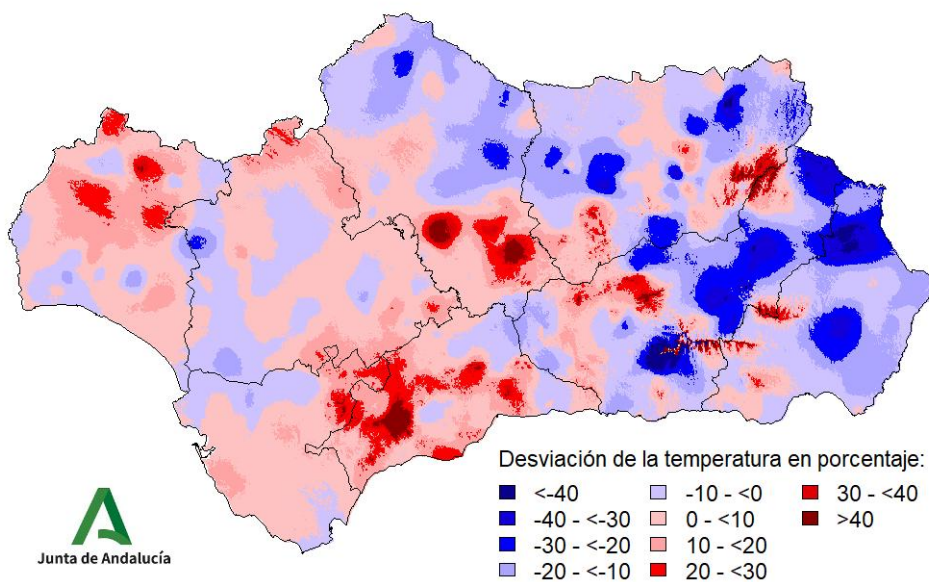 Desviación de la temperatura en porcentaje:
<-40 -10 - <0 30 - <40
-40 - <-30 0 - <10 >40
-30 - <-20 10 - <20
-20 - <-10 20 - <30
Junta de Andalucía